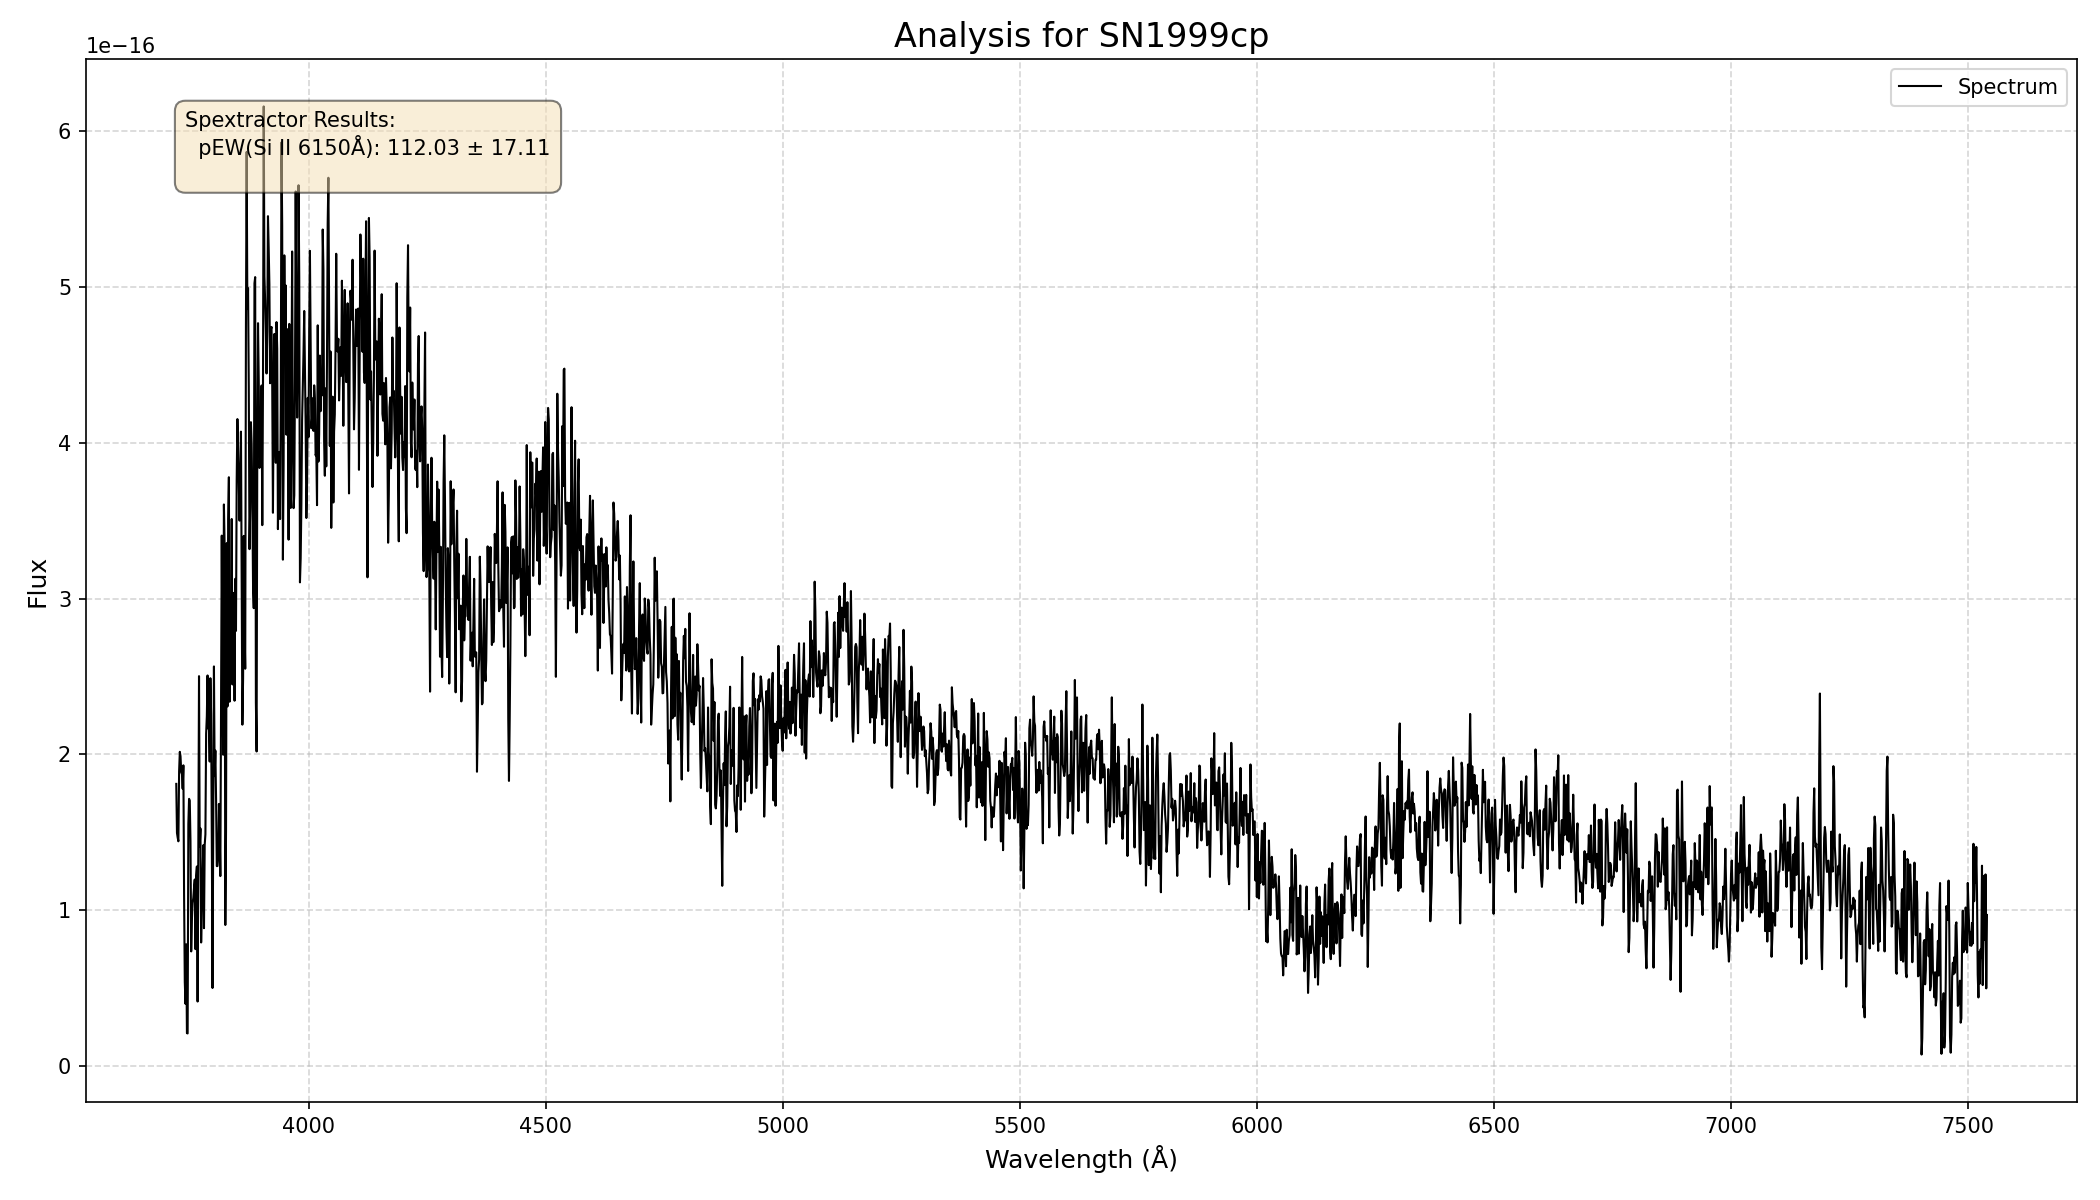 Analysis for SN1999cp
1e−16
Spectrum
Spextractor Results:
pEW(Si II 6150Å): 112.03 ± 17.11
6
5
4
3
2
1
0
Flux
4000
4500
5000
5500
6000
6500
7000
7500
Wavelength (Å)